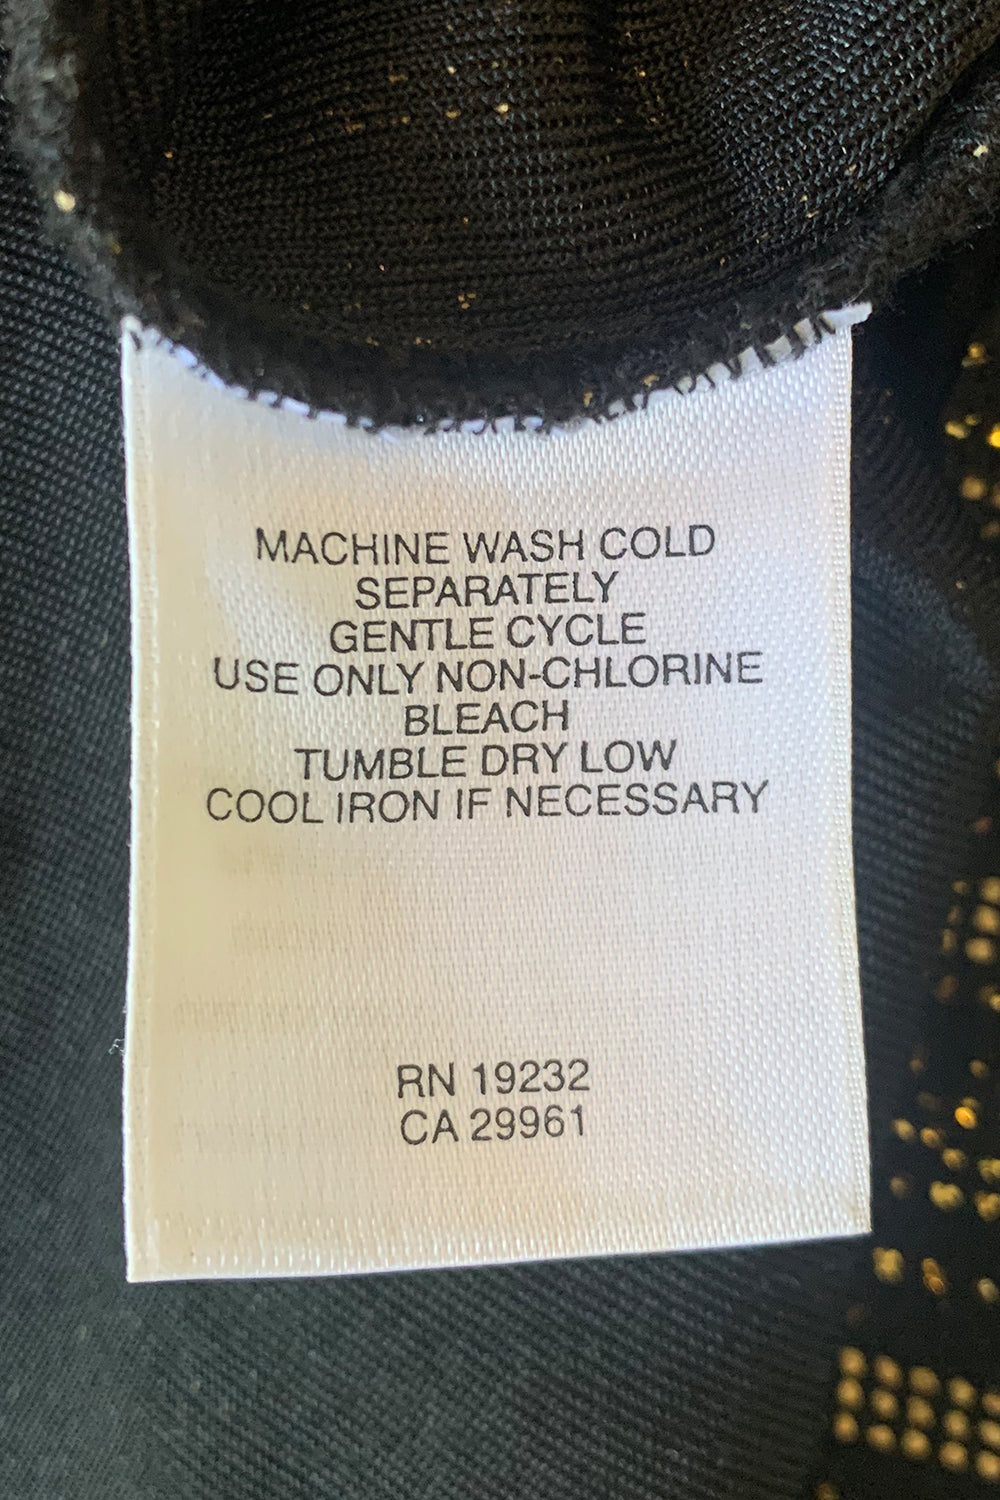 MACHINE WASH COLD
SEPARATELY
GENTLE CYCLE
USE ONLY NON-CHLORINE
BLEACH
TUMBLE DRY LOW
COOL IRON IF NECESSARY
RN 19232
CA 29961